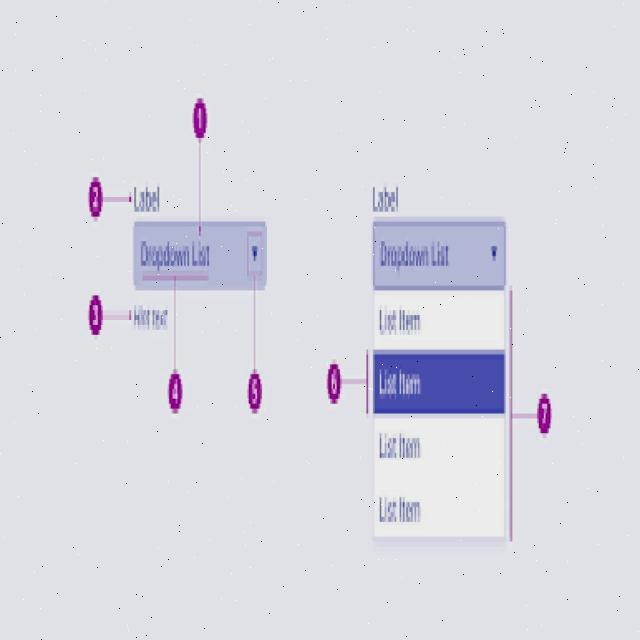 1
2
Label
Dropdown List
3
Hint text
4
5
Label
Dropdown List
List Item
6
List Item
7
List Item
List Item